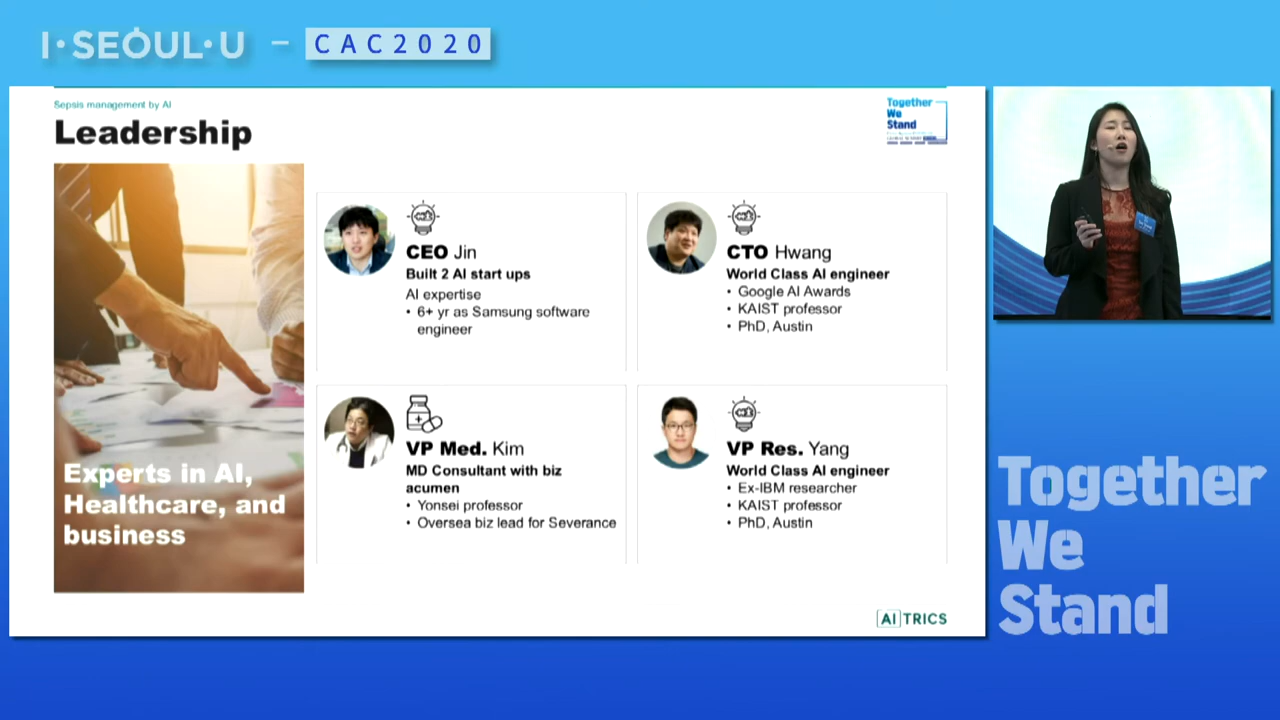 I·SEOUL·U – CAC2020
Sepsis management by AI
Leadership
Together
We
Stand
Experts in AI,
Healthcare, and
business
CEO Jin
Built 2 AI start ups
AI expertise
• 6+ yr as Samsung software
engineer
CTO Hwang
World Class AI engineer
• Google AI Awards
• KAIST professor
• PhD, Austin
VP Med. Kim
MD Consultant with biz
acumen
• Yonsei professor
• Oversea biz lead for Severance
VP Res. Yang
World Class AI engineer
• Ex-IBM researcher
• KAIST professor
• PhD, Austin
AITRICS
Together
We
Stand